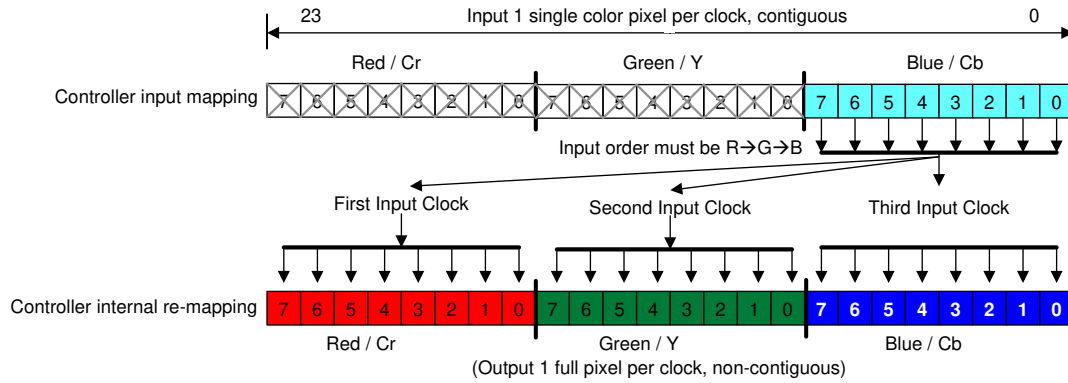 23 Input 1 single color pixel per clock, contiguous 0
Red / Cr Green / Y Blue / Cb
Controller input mapping 7 6 5 4 3 2 1 0 7 6 5 4 3 2 1 0 7 6 5 4 3 2 1 0
Input order must be R→G→B
First Input Clock Second Input Clock Third Input Clock
Controller internal re-mapping 7 6 5 4 3 2 1 0 7 6 5 4 3 2 1 0 7 6 5 4 3 2 1 0
Red / Cr Green / Y Blue / Cb
(Output 1 full pixel per clock, non-contiguous)